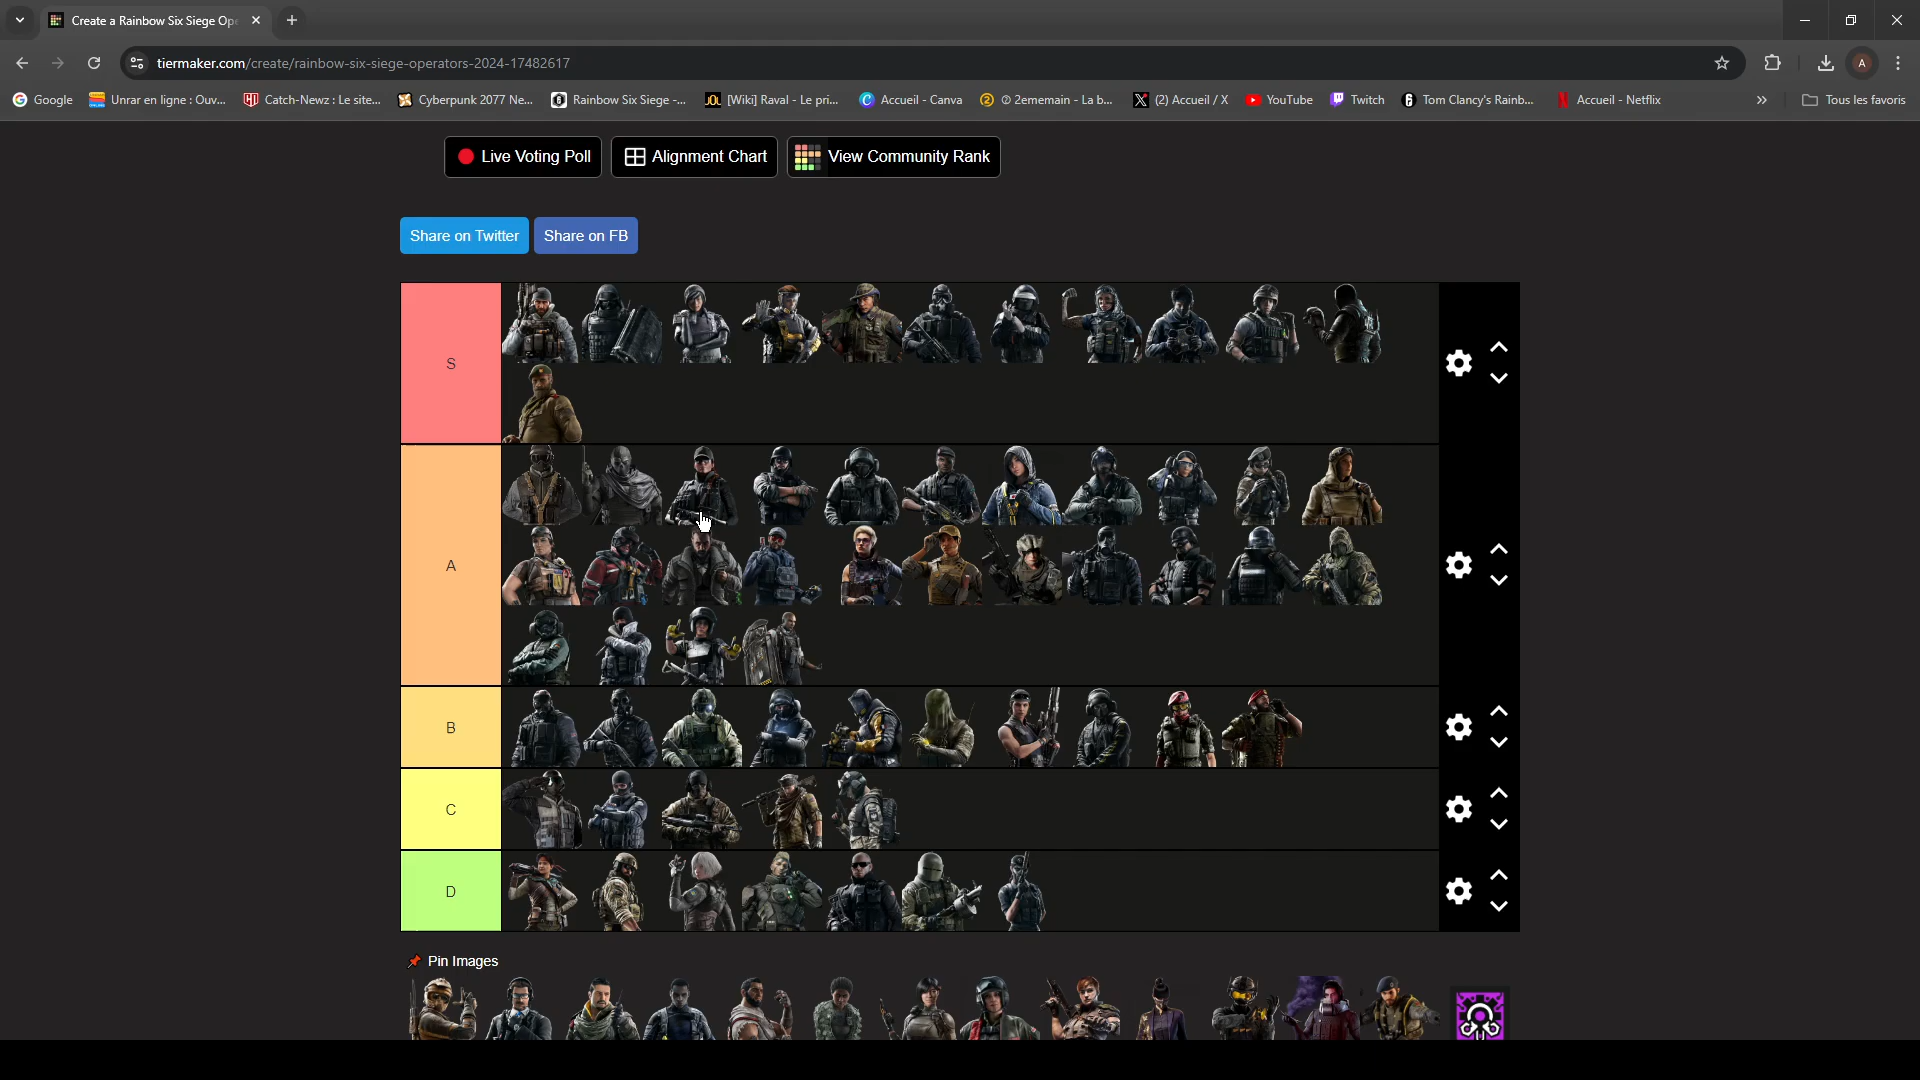 Create a Rainbow Six Siege Ope
tiermaker.com/create/rainbow-six-siege-operators-2024-17482617
A
Google
Unrar en ligne : Ouv...
Catch-Newz : Le site...
Cyberpunk 2077 Ne...
Rainbow Six Siege -...
JOL
[Wiki] Raval - Le pri...
Accueil - Canva
② 2ememain - La b...
(2) Accueil / X
YouTube
Twitch
Tom Clancy's Rainb...
Accueil - Netflix
»
Tous les favoris
Live Voting Poll
Alignment Chart
View Community Rank
Share on Twitter
Share on FB
S
A
B
C
D
Pin Images